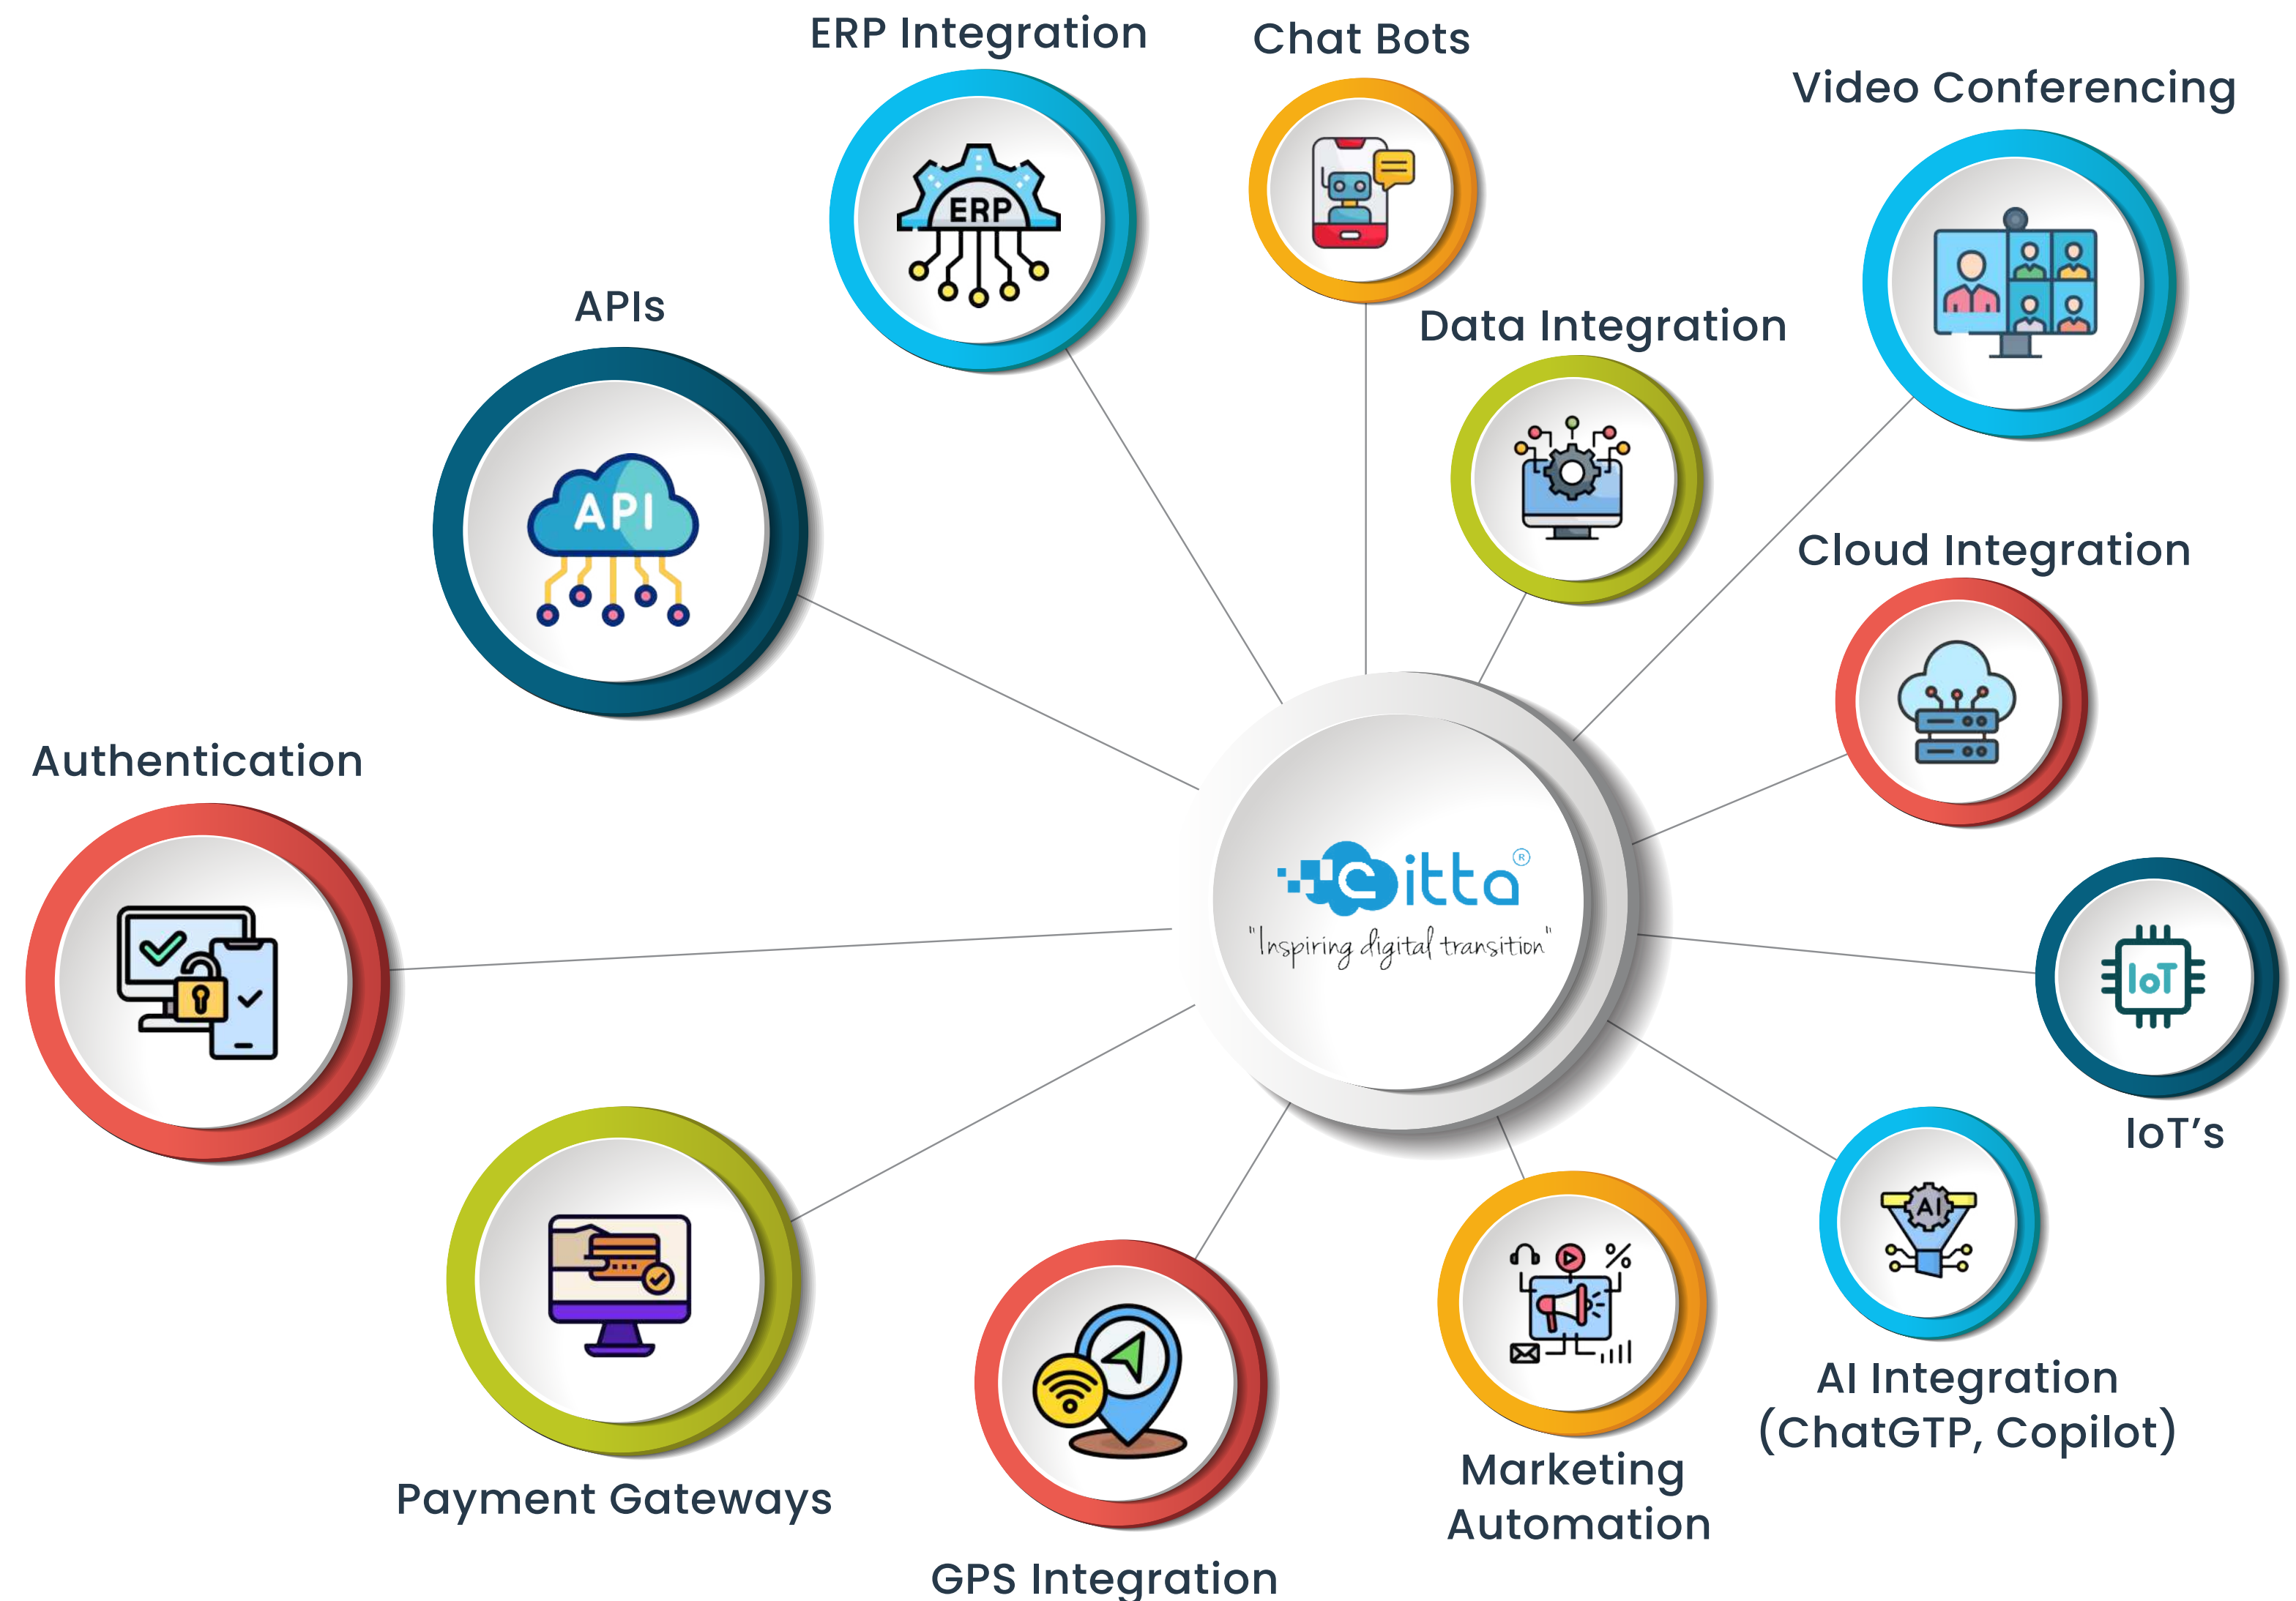 ERP Integration
Chat Bots
Video Conferencing
ERP
APIs
Data Integration
API
Cloud Integration
Authentication
citta®
"Inspiring digital transition"
IoT
IoT’s
AI
AI Integration
(ChatGTP, Copilot)
%
Marketing
Automation
Payment Gateways
GPS Integration